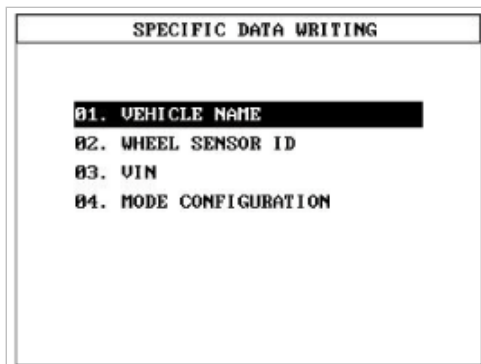 SPECIFIC DATA WRITING
01. VEHICLE NAME
02. WHEEL SENSOR ID
03. VIN
04. MODE CONFIGURATION